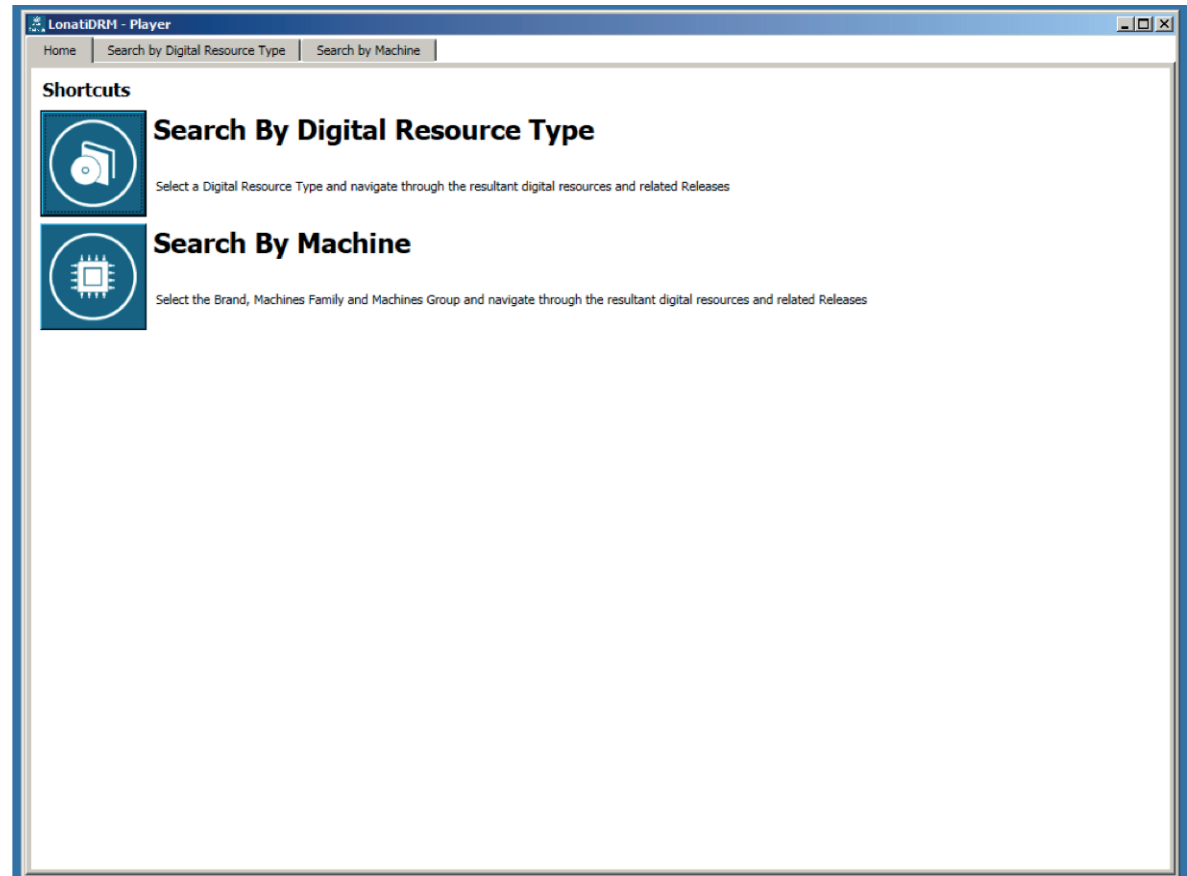 LonatiDRM - Player
Home Search by Digital Resource Type Search by Machine
Shortcuts
Search By Digital Resource Type
Select a Digital Resource Type and navigate through the resultant digital resources and related Releases
Search By Machine
Select the Brand, Machines Family and Machines Group and navigate through the resultant digital resources and related Releases